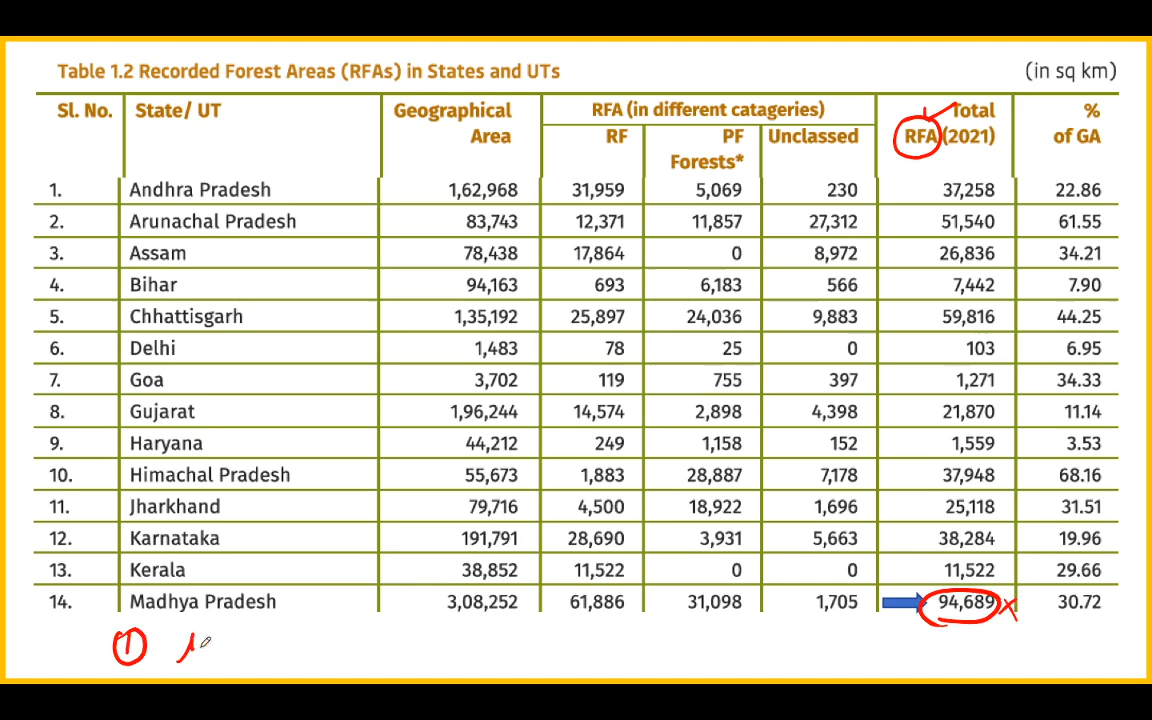 Table 1.2 Recorded Forest Areas (RFAs) in States and UTs (in sq km)
Sl. No. State/ UT Geographical Area RFA (in different catageries) Total RFA (2021) % of GA
RF PF Forests* Unclassed
1. Andhra Pradesh 1,62,968 31,959 5,069 230 37,258 22.86
2. Arunachal Pradesh 83,743 12,371 11,857 27,312 51,540 61.55
3. Assam 78,438 17,864 0 8,972 26,836 34.21
4. Bihar 94,163 693 6,183 566 7,442 7.90
5. Chhattisgarh 1,35,192 25,897 24,036 9,883 59,816 44.25
6. Delhi 1,483 78 25 0 103 6.95
7. Goa 3,702 119 755 397 1,271 34.33
8. Gujarat 1,96,244 14,574 2,898 4,398 21,870 11.14
9. Haryana 44,212 249 1,158 152 1,559 3.53
10. Himachal Pradesh 55,673 1,883 28,887 7,178 37,948 68.16
11. Jharkhand 79,716 4,500 18,922 1,696 25,118 31.51
12. Karnataka 191,791 28,690 3,931 5,663 38,284 19.96
13. Kerala 38,852 11,522 0 0 11,522 29.66
14. Madhya Pradesh 3,08,252 61,886 31,098 1,705 94,689 30.72
1